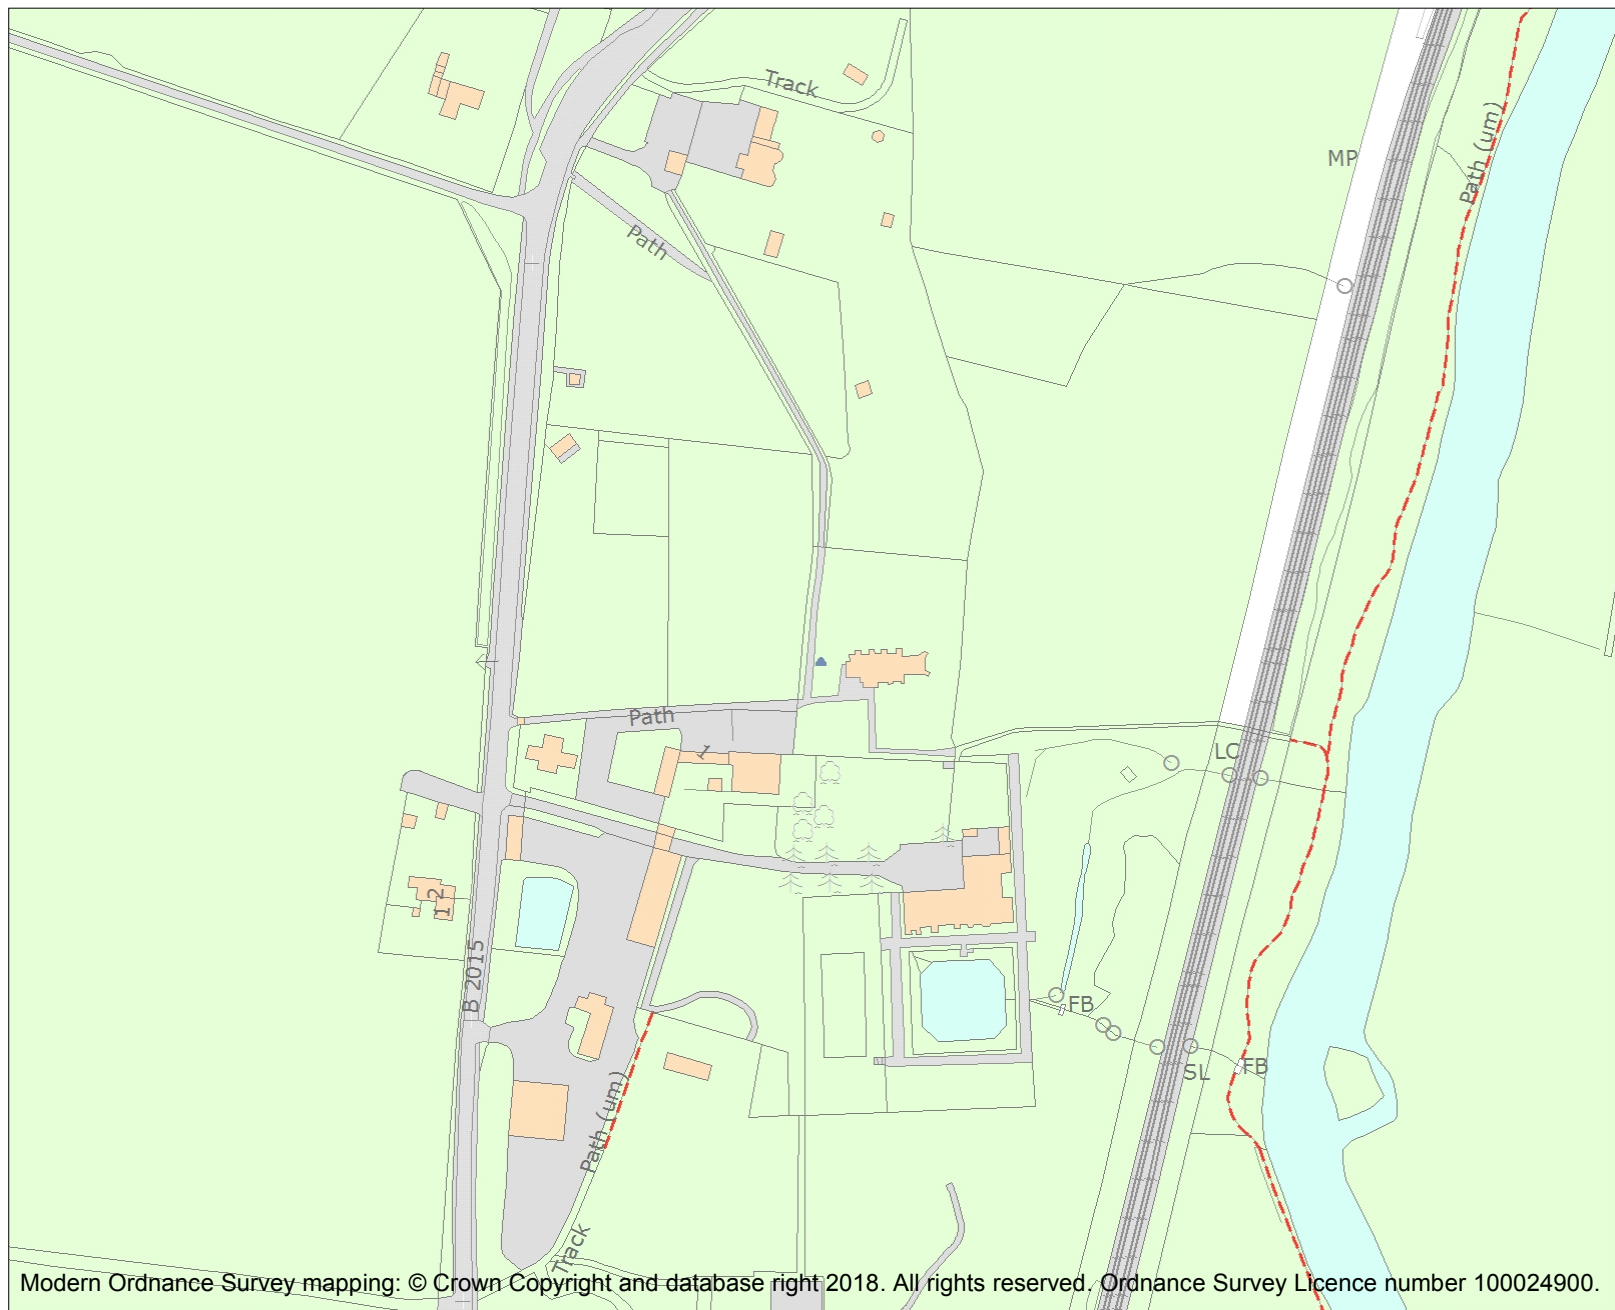 Track
Path (um)
MP
Path
Path
1
LC
1 2
B 2015
FB
FB
SL
Path (um)
Track
Modern Ordnance Survey mapping: © Crown Copyright and database right 2018. All rights reserved. Ordnance Survey Licence number 100024900.